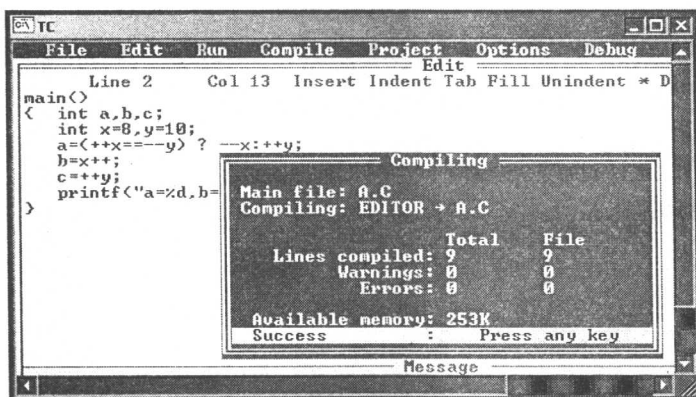 TC
File Edit Run Compile Project Options Debug
Edit
Line 2 Col 13 Insert Indent Tab Fill Unindent * D
main()
{ int a,b,c;
int x=8,y=10;
a=(++x==--y) ? --x:++y;
b=x++;
c=++y;
printf("a=%d,b=
}
Compiling
Main file: A.C
Compiling: EDITOR → A.C
Total File
Lines compiled: 9 9
Warnings: 0 0
Errors: 0 0
Available memory: 253K
Success : Press any key
Message